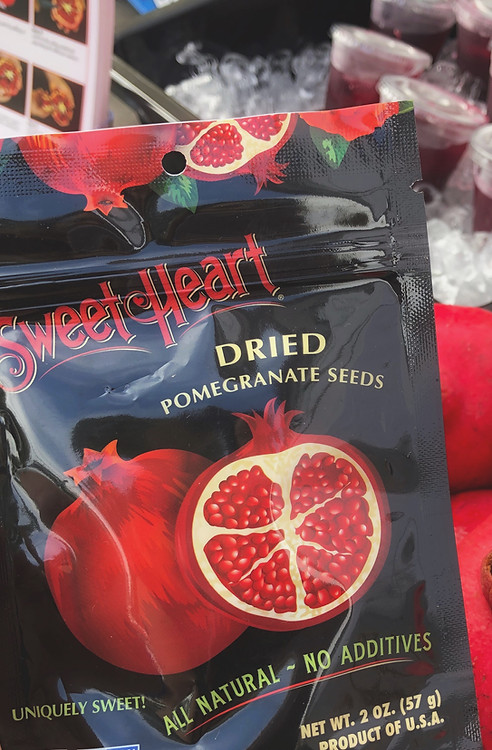 SweetHeart®
DRIED
POMEGRANATE SEEDS
UNIQUELY SWEET!
ALL NATURAL ~ NO ADDITIVES
NET WT. 2 OZ. (57 g)
PRODUCT OF U.S.A.